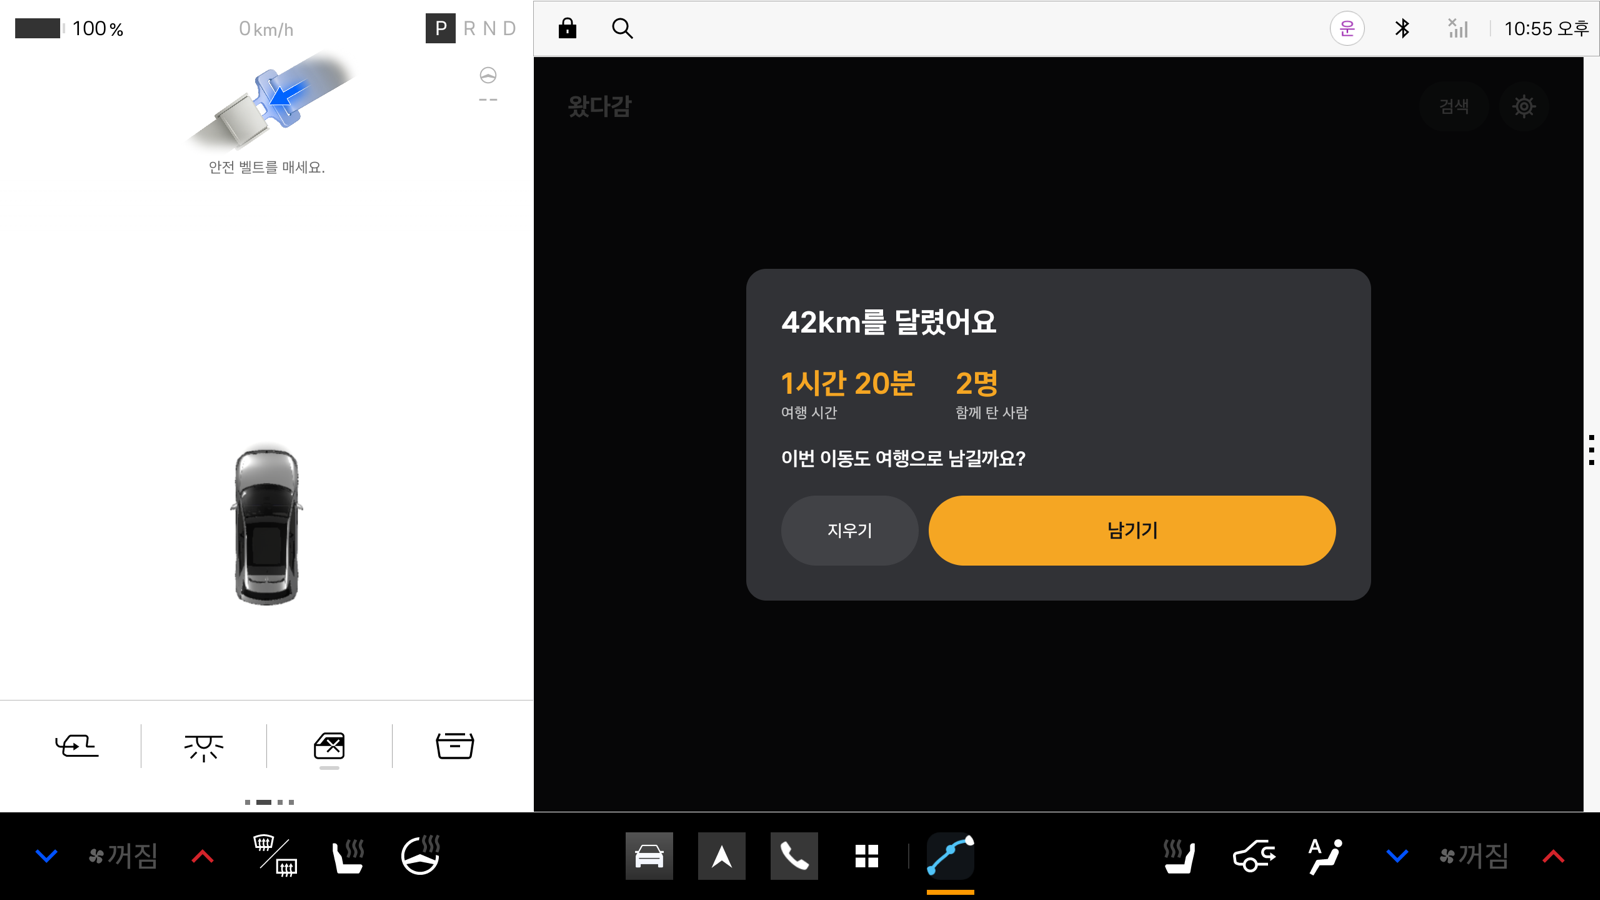 100 %
0 km/h
P R N D
--
안전 벨트를 매세요.
운
10:55 오후
왔다감
검색
42km를 달렸어요
1시간 20분
2명
여행 시간
함께 탄 사람
이번 이동도 여행으로 남길까요?
지우기
남기기
꺼짐
A
꺼짐